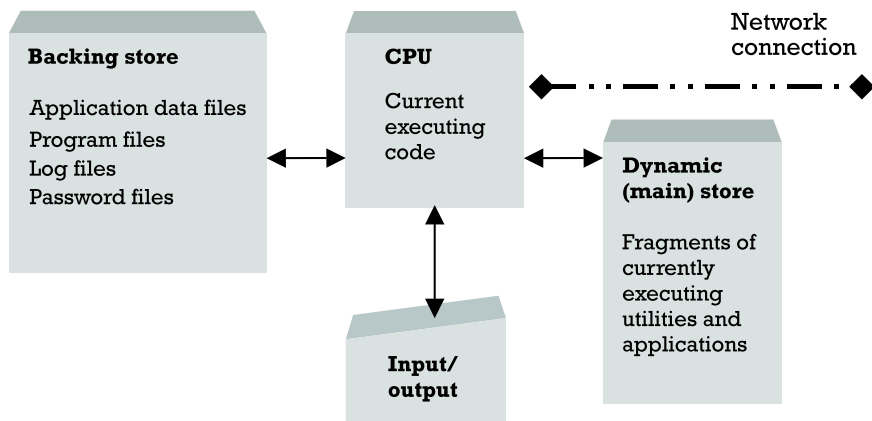 Backing store
Application data files
Program files
Log files
Password files
CPU
Current
executing
code
Network
connection
Dynamic
(main) store
Fragments of
currently
executing
utilities and
applications
Input/
output